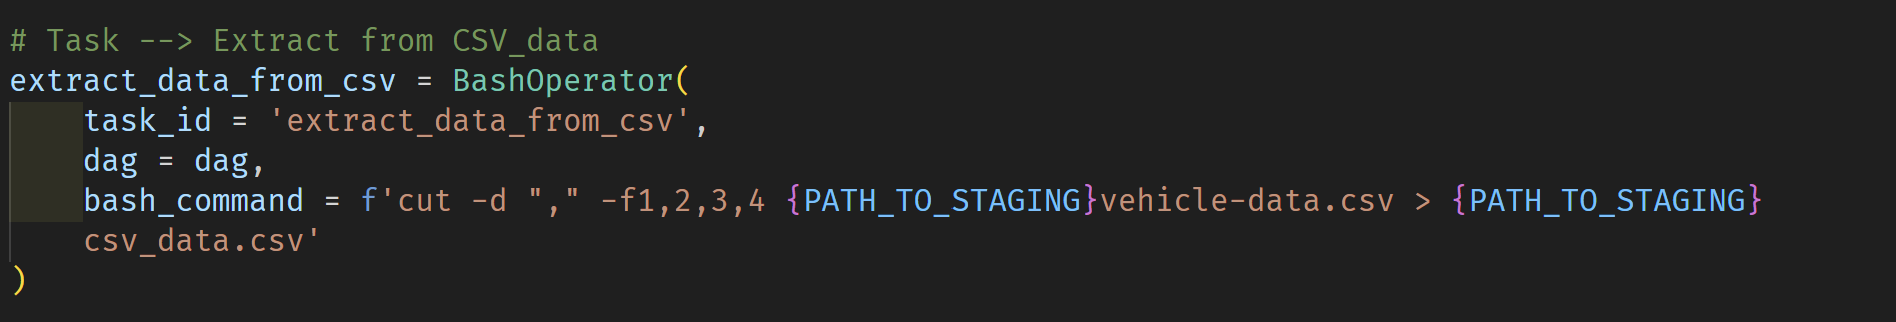 # Task --> Extract from CSV_data
extract_data_from_csv = BashOperator(
    task_id = 'extract_data_from_csv',
    dag = dag,
    bash_command = f'cut -d "," -f1,2,3,4 {PATH_TO_STAGING}vehicle-data.csv > {PATH_TO_STAGING}
    csv_data.csv'
)